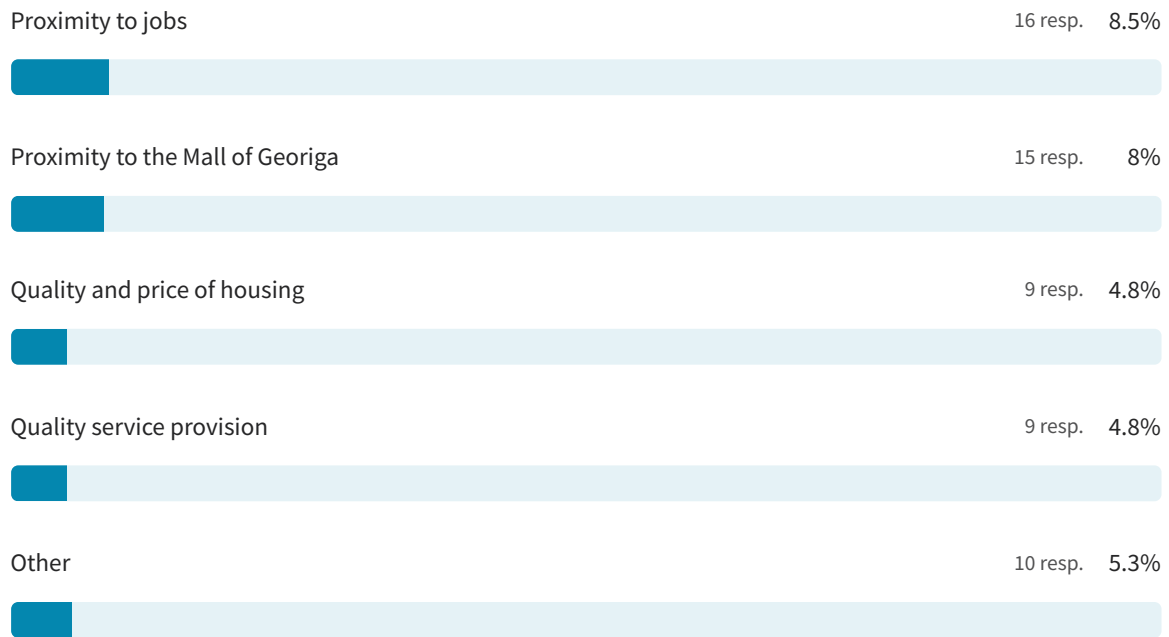 Proximity to jobs 16 resp. 8.5%
Proximity to the Mall of Georiga 15 resp. 8%
Quality and price of housing 9 resp. 4.8%
Quality service provision 9 resp. 4.8%
Other 10 resp. 5.3%